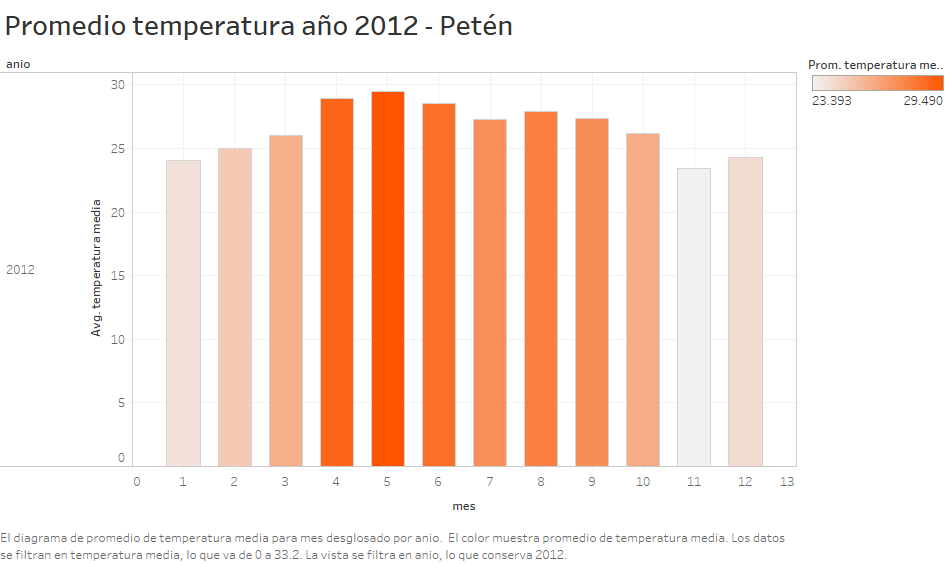 Promedio temperatura año 2012 - Petén
anio
Prom. temperatura me..
23.393 29.490
30
25
20
15
10
5
0
Avg. temperatura media
2012
0 1 2 3 4 5 6 7 8 9 10 11 12 13
mes
El diagrama de promedio de temperatura media para mes desglosado por anio.  El color muestra promedio de temperatura media. Los datos
se filtran en temperatura media, lo que va de 0 a 33.2. La vista se filtra en anio, lo que conserva 2012.